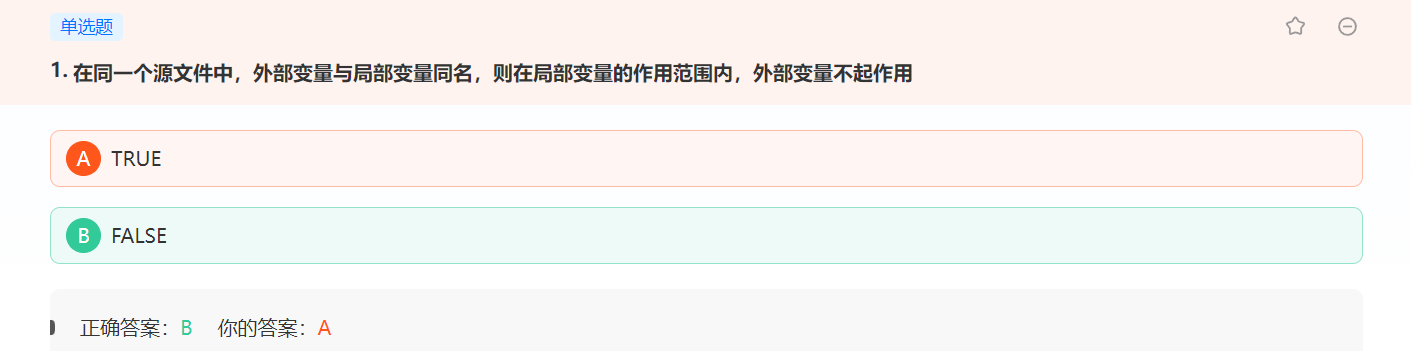 单选题
1. 在同一个源文件中，外部变量与局部变量同名，则在局部变量的作用范围内，外部变量不起作用
A TRUE
B FALSE
正确答案：B 你的答案：A